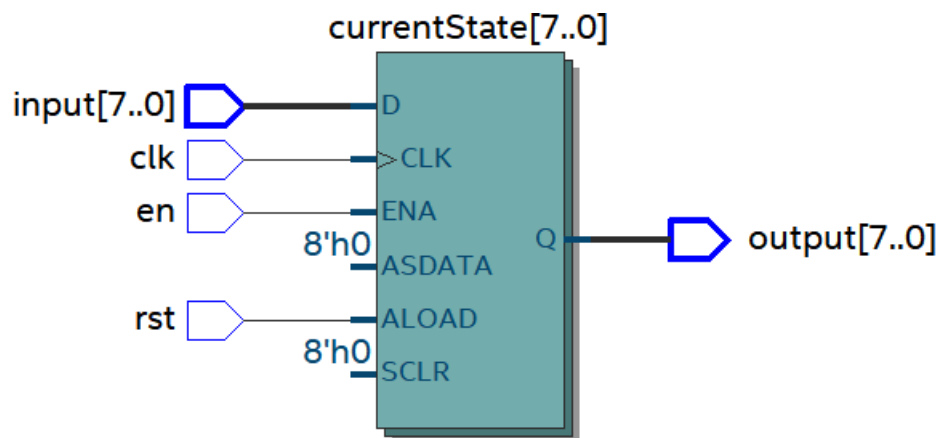 currentState[7..0]
input[7..0]
D
clk
CLK
en
ENA
8'h0
ASDATA
Q
output[7..0]
rst
ALOAD
8'h0
SCLR